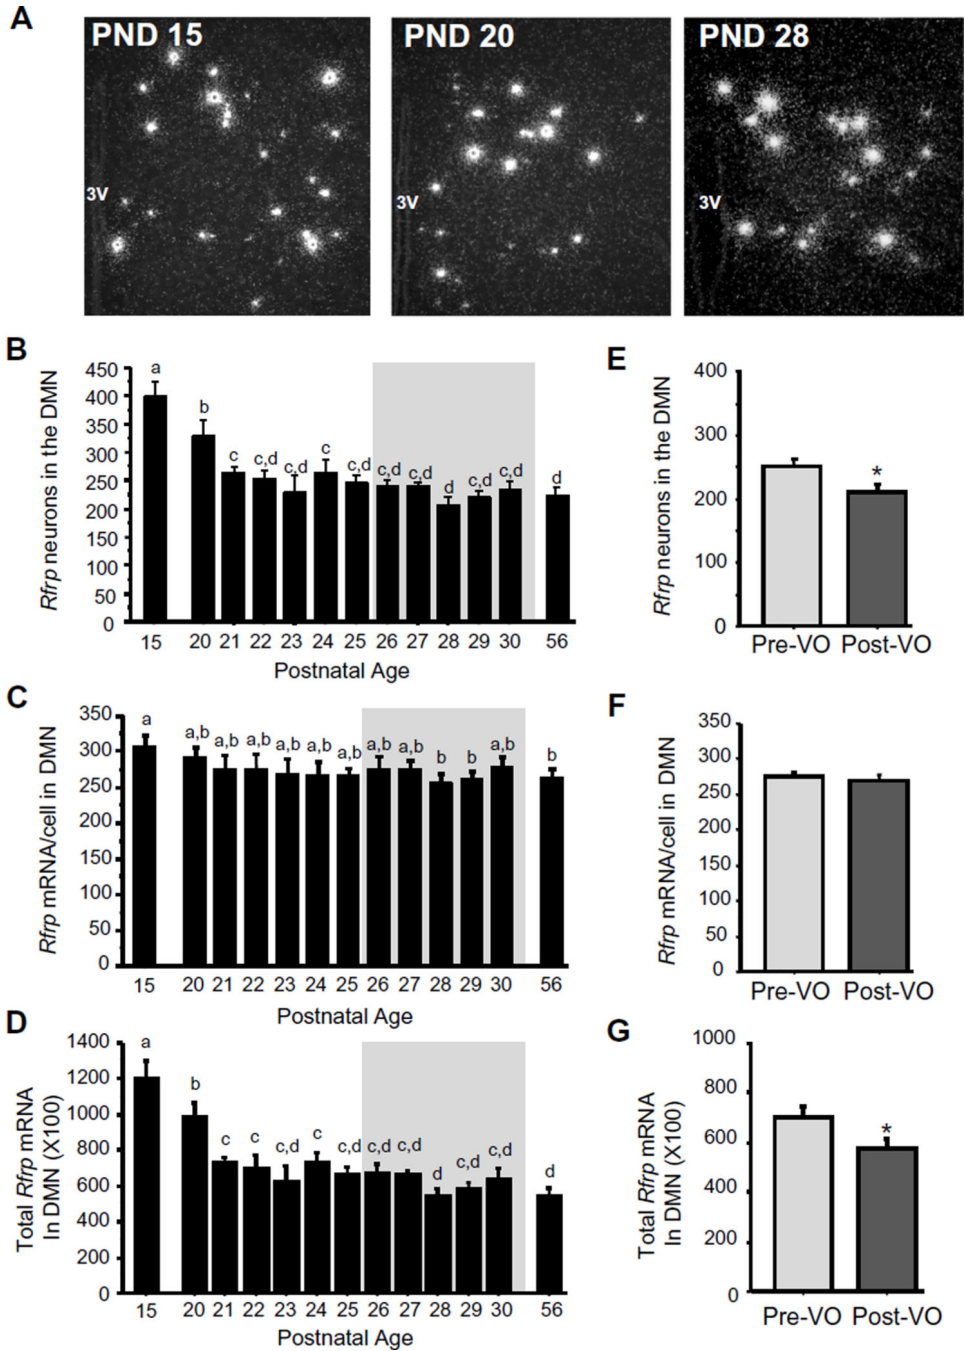 A
PND 15
PND 20
PND 28
3V
3V
3V
B
Rfrp neurons in the DMN
450
400
350
300
250
200
150
100
50
0
a
b
c
c,d
c,d
c
c,d
c,d
c,d
d
c,d
c,d
d
15 20 21 22 23 24 25 26 27 28 29 30 56
Postnatal Age
E
Rfrp neurons in the DMN
400
300
200
100
0
*
Pre-VO Post-VO
C
Rfrp mRNA/cell in DMN
350
300
250
200
150
100
50
0
a
a,b
a,b
a,b
a,b
a,b
a,b
a,b
a,b
b
b
a,b
b
15 20 21 22 23 24 25 26 27 28 29 30 56
Postnatal Age
F
Rfrp mRNA/cell in DMN
350
300
250
200
150
100
50
0
Pre-VO Post-VO
D
Total Rfrp mRNA
In DMN (X100)
1400
1200
1000
800
600
400
200
0
a
b
c
c
c,d
c
c,d
c,d
c,d
d
c,d
c,d
d
15 20 21 22 23 24 25 26 27 28 29 30 56
Postnatal Age
G
Total Rfrp mRNA
In DMN (X100)
1000
800
600
400
200
0
*
Pre-VO Post-VO